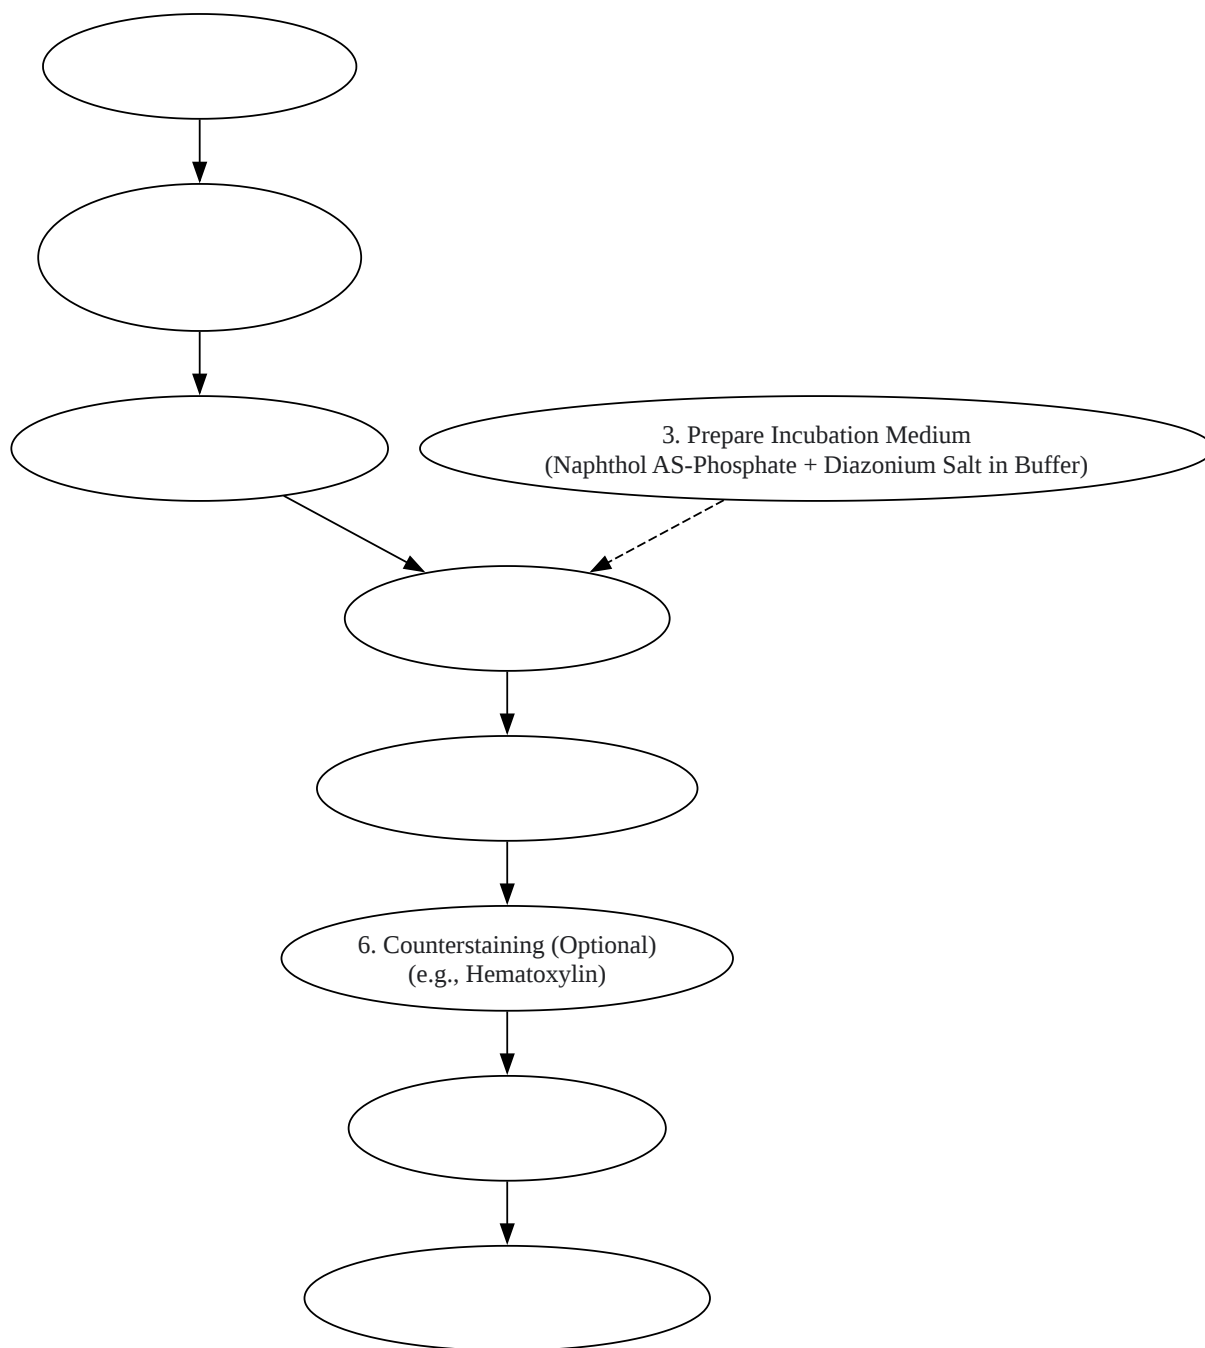 3. Prepare Incubation Medium
(Naphthol AS-Phosphate + Diazonium Salt in Buffer)
6. Counterstaining (Optional)
(e.g., Hematoxylin)